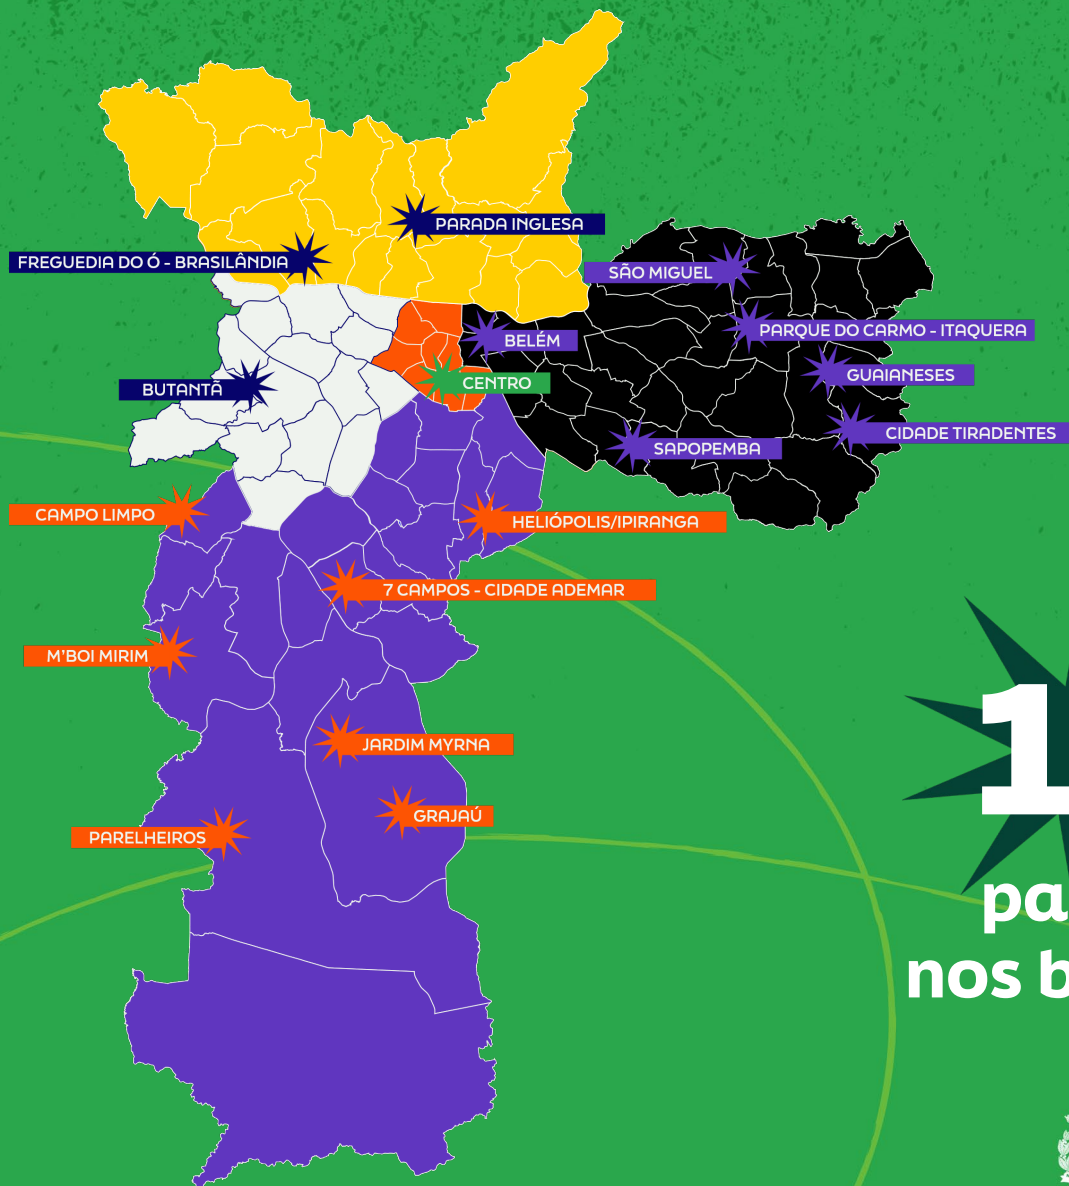 PARADA INGLESA
FREGUEDIA DO Ó - BRASILÂNDIA
SÃO MIGUEL
PARQUE DO CARMO - ITAQUERA
BELÉM
GUAIANESES
CENTRO
BUTANTÃ
CIDADE TIRADENTES
SAPOPEMBA
CAMPO LIMPO
HELIÓPOLIS/IPIRANGA
7 CAMPOS - CIDADE ADEMAR
M'BOI MIRIM
JARDIM MYRNA
GRAJAÚ
PARELHEIROS
1
pa
nos b